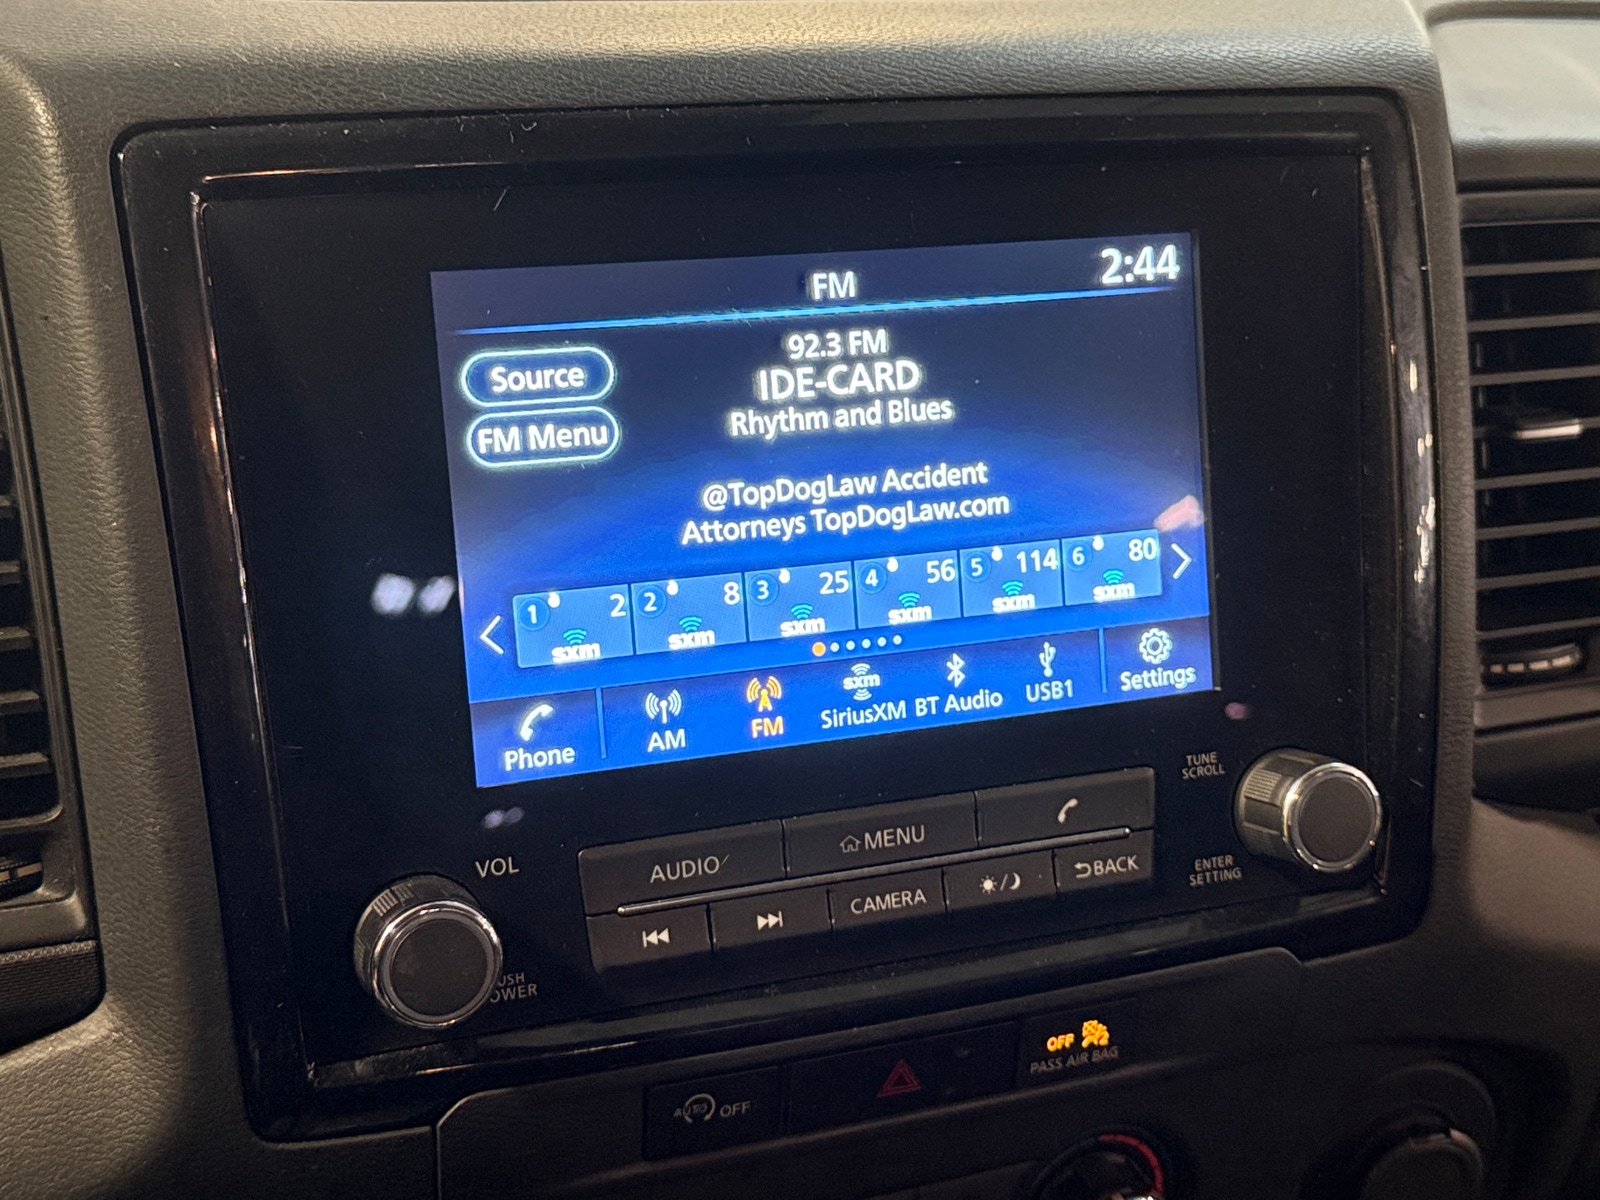 FM
2:44
Source
FM Menu
92.3 FM
IDE-CARD
Rhythm and Blues
@TopDogLaw Accident
Attorneys TopDogLaw.com
1 2 sxm
2 8 sxm
3 25 sxm
4 56 sxm
5 114 sxm
6 80 sxm
Phone
AM
FM
sxm
SiriusXM
BT Audio
USB1
Settings
TUNE
SCROLL
VOL
AUDIO
MENU
CAMERA
BACK
ENTER
SETTING
OFF
PASS AIR BAG
AUTO OFF